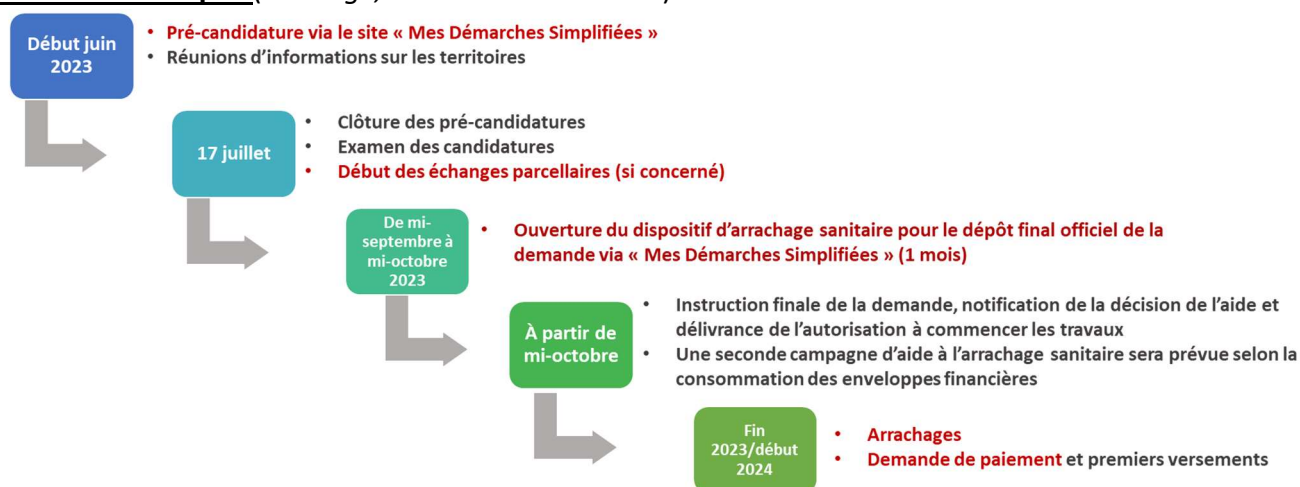 Début juin
2023
• Pré-candidature via le site « Mes Démarches Simplifiées »
• Réunions d'informations sur les territoires
17 juillet
• Clôture des pré-candidatures
• Examen des candidatures
• Début des échanges parcellaires (si concerné)
De mi-
septembre à
mi-octobre
2023
• Ouverture du dispositif d'arrachage sanitaire pour le dépôt final officiel de la
demande via « Mes Démarches Simplifiées » (1 mois)
À partir de
mi-octobre
• Instruction finale de la demande, notification de la décision de l'aide et
délivrance de l'autorisation à commencer les travaux
• Une seconde campagne d'aide à l'arrachage sanitaire sera prévue selon la
consommation des enveloppes financières
Fin
2023/début
2024
• Arrachages
• Demande de paiement et premiers versements